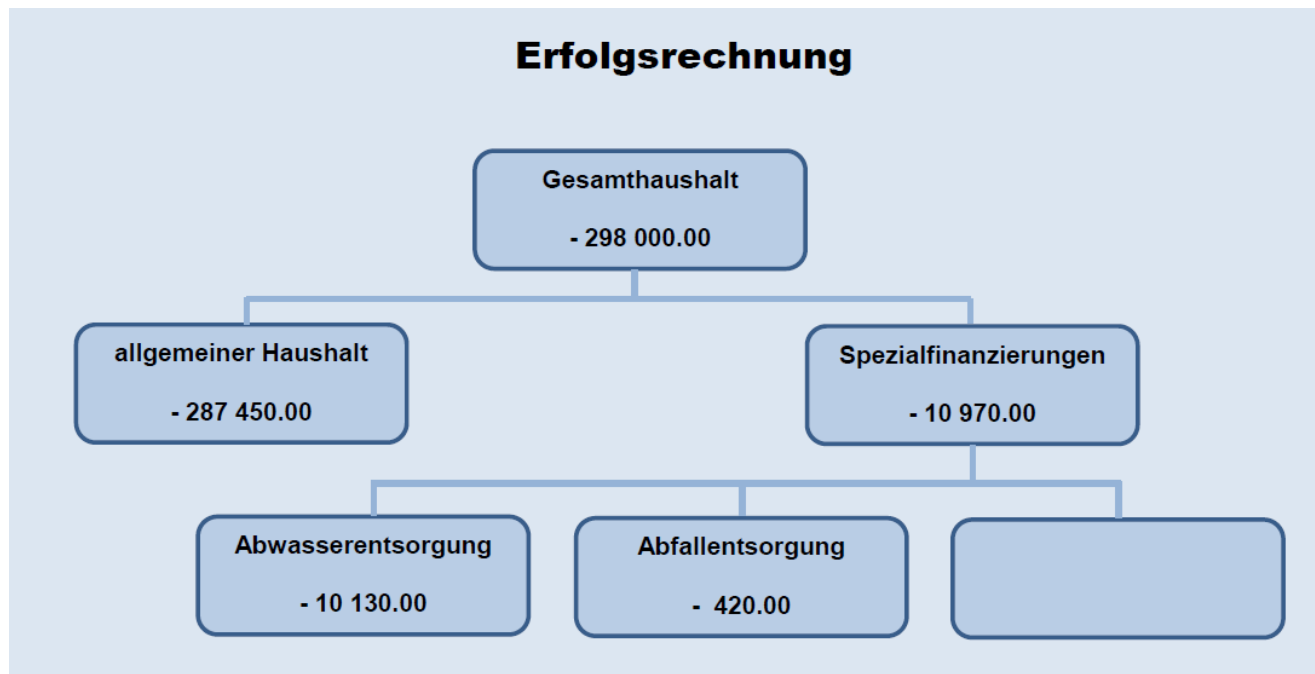 Erfolgsrechnung
Gesamthaushalt
- 298 000.00
allgemeiner Haushalt
- 287 450.00
Spezialfinanzierungen
- 10 970.00
Abwasserentsorgung
- 10 130.00
Abfallentsorgung
-  420.00